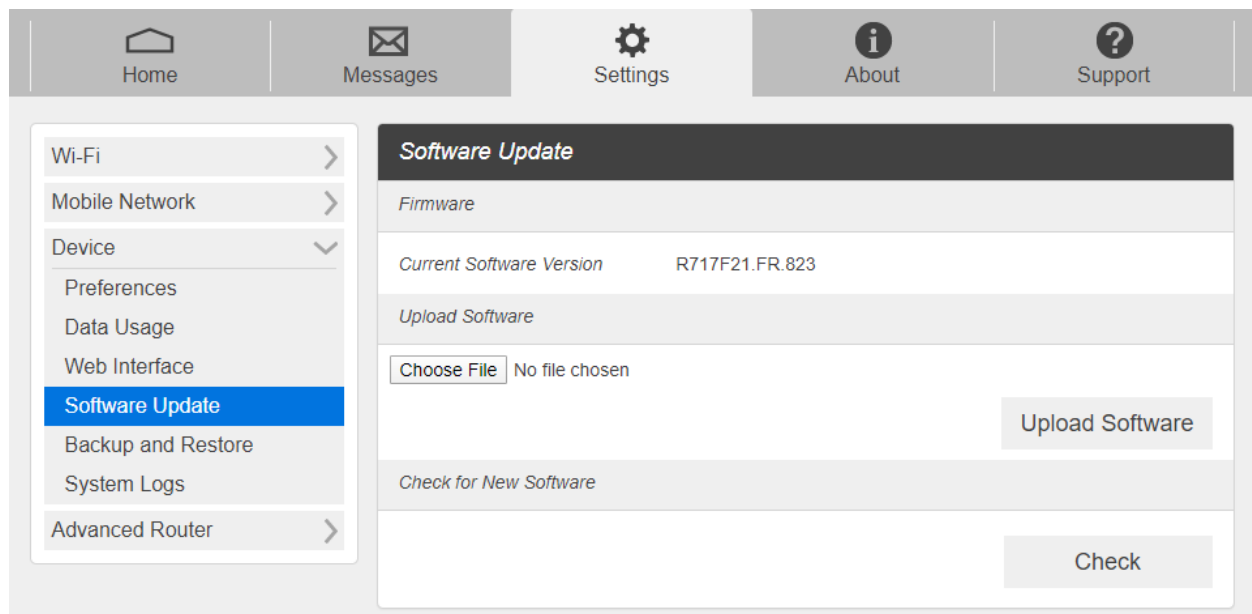 Home
Messages
Settings
About
Support
Wi-Fi
Mobile Network
Device
Preferences
Data Usage
Web Interface
Software Update
Backup and Restore
System Logs
Advanced Router
Software Update
Firmware
Current Software Version R717F21.FR.823
Upload Software
Choose File No file chosen
Upload Software
Check for New Software
Check